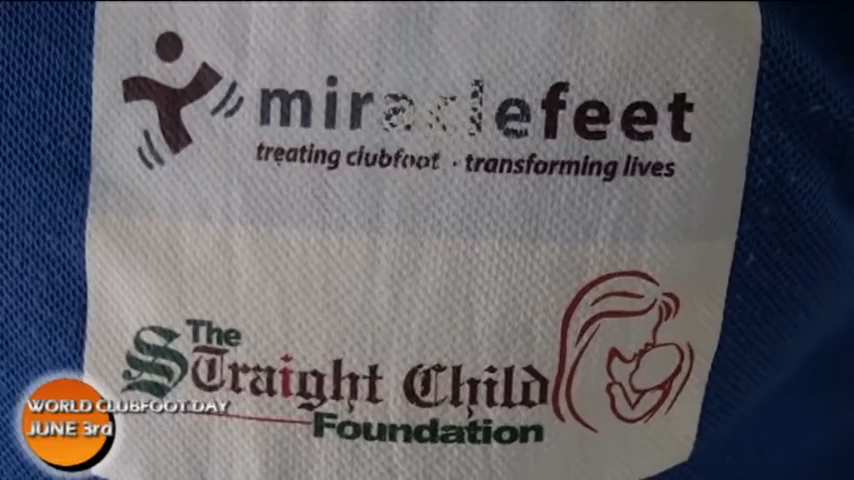 miraclefeet
treating clubfoot · transforming lives
The
STraight Child
Foundation
WORLD CLUBFOOT DAY
JUNE 3rd